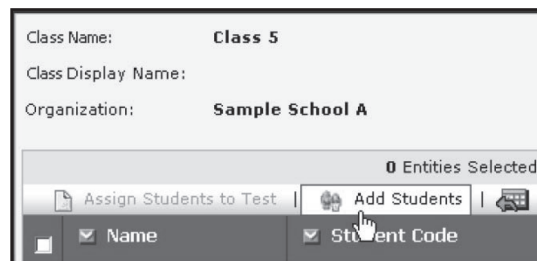 Class Name: Class 5
Class Display Name:
Organization: Sample School A
0 Entities Selected
Assign Students to Test | Add Students |
Name Student Code